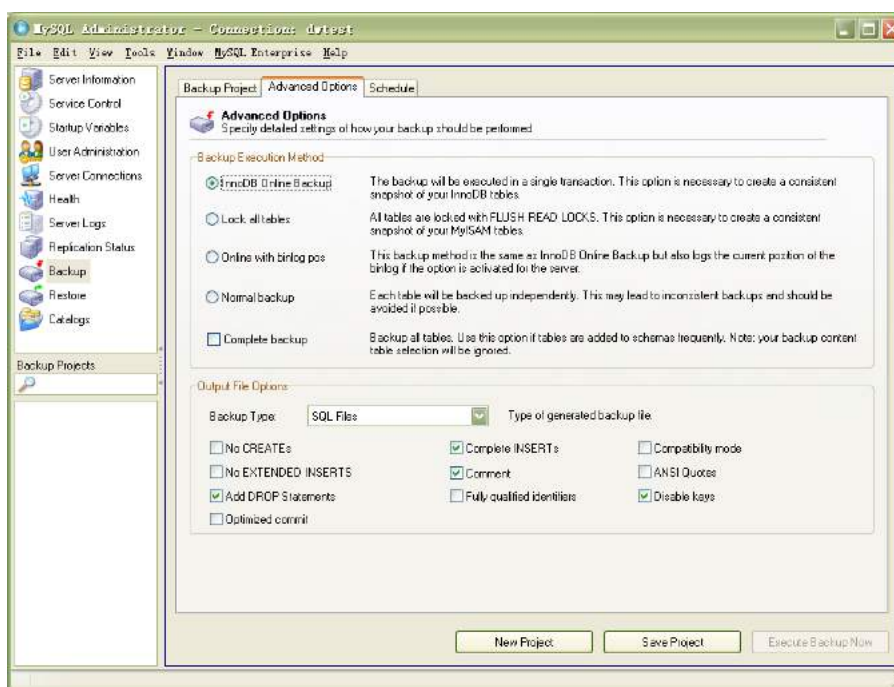 MySQL Administrator - Connection: dvtest
File Edit View Tools Window MySQL Enterprise Help
Server Information
Service Control
Startup Variables
User Administration
Server Connections
Health
Server Logs
Replication Status
Backup
Restore
Catalogs
Backup Projects
Backup Project Advanced Options Schedule
Advanced Options
Specify detailed settings of how your backup should be performed
Backup Execution Method
InnoDB Online Backup
The backup will be executed in a single transaction. This option is necessary to create a consistent
snapshot of your InnoDB tables.
Lock all tables
All tables are locked with FLUSH READ LOCKS. This option is necessary to create a consistent
snapshot of your MyISAM tables.
Online with binlog pos
This backup method is the same as InnoDB Online Backup but also logs the current position of the
binlog if the option is activated for the server.
Normal backup
Each table will be backed up independently. This may lead to inconsistent backups and should be
avoided if possible.
Complete backup
Backup all tables. Use this option if tables are added to schemas frequently. Note: your backup content
table selection will be ignored.
Output File Options
Backup Type: SQL Files Type of generated backup file.
No CREATEs Complete INSERTs Compatibility mode
No EXTENDED INSERTS Comment ANSI Quotes
Add DROP Statements Fully qualified identifiers Disable keys
Optimized commit
New Project Save Project Execute Backup Now